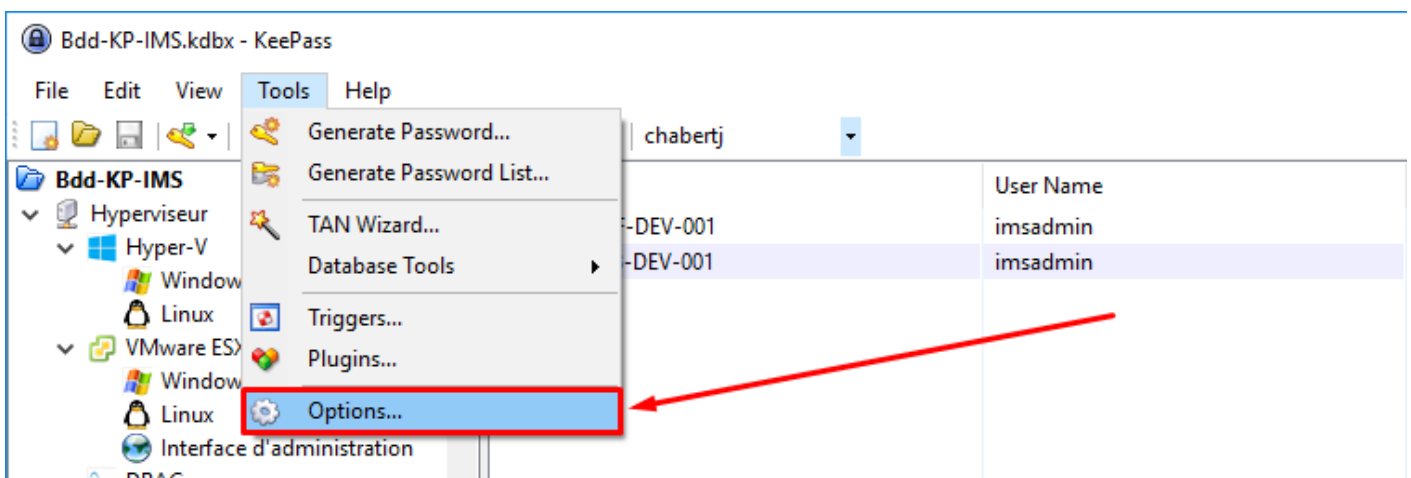 Bdd-KP-IMS.kdbx - KeePass
File Edit View Tools Help
chabertj
Generate Password...
Generate Password List...
TAN Wizard...
Database Tools
Triggers...
Plugins...
Options...
Bdd-KP-IMS
Hyperviseur
Hyper-V
Window
Linux
VMware ESX
Window
Linux
Interface d'administration
User Name
-DEV-001 imsadmin
-DEV-001 imsadmin